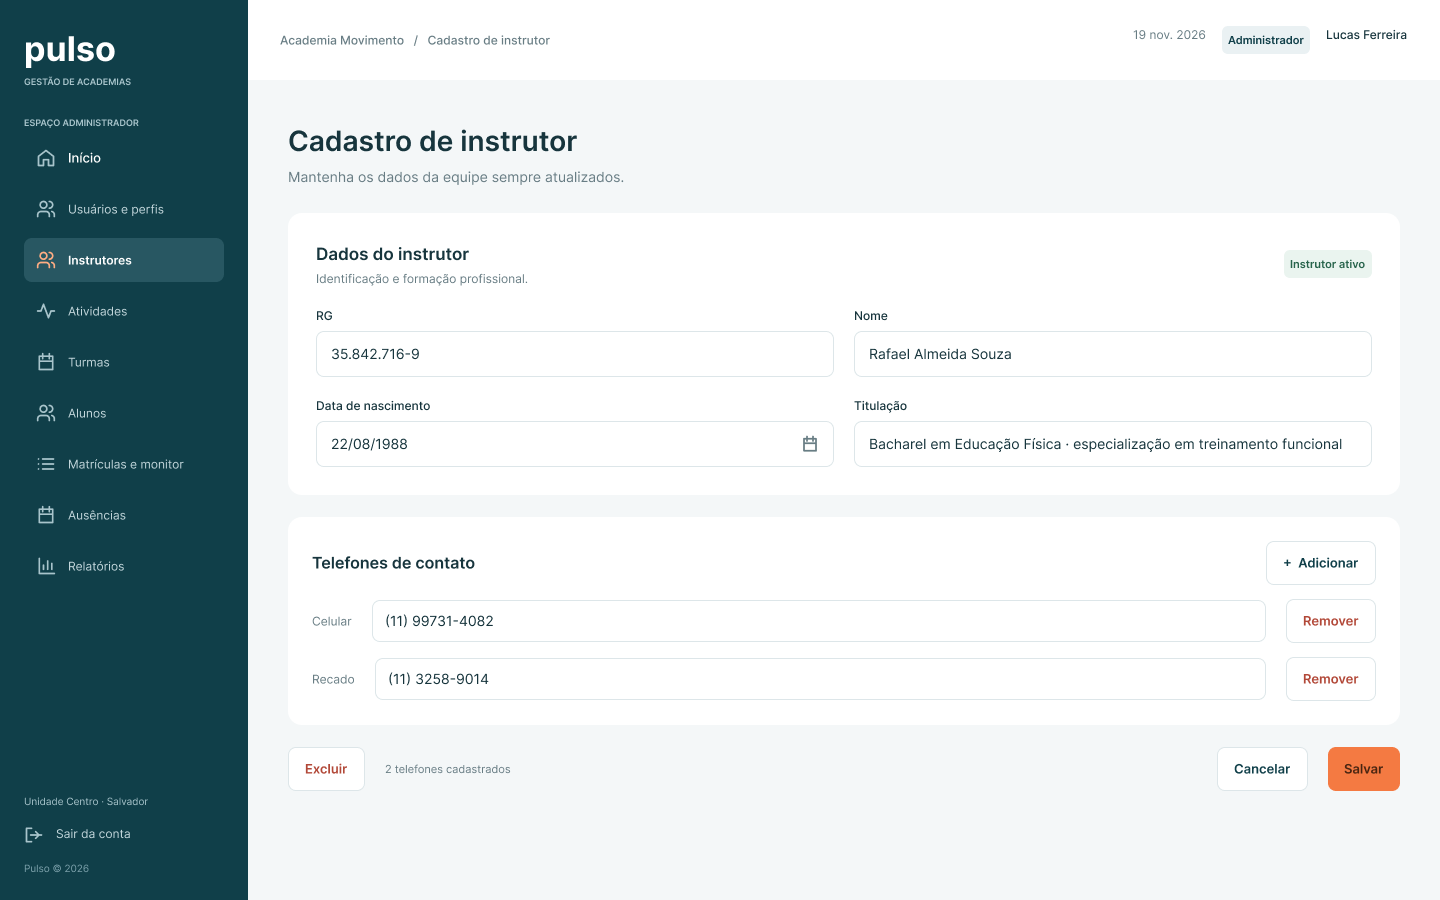 pulso
GESTÃO DE ACADEMIAS
ESPAÇO ADMINISTRADOR
Início
Usuários e perfis
Instrutores
Atividades
Turmas
Alunos
Matrículas e monitor
Ausências
Relatórios
Unidade Centro · Salvador
Sair da conta
Pulso © 2026
Academia Movimento / Cadastro de instrutor
19 nov. 2026 Administrador Lucas Ferreira
Cadastro de instrutor
Mantenha os dados da equipe sempre atualizados.
Dados do instrutor
Identificação e formação profissional.
Instrutor ativo
RG
35.842.716-9
Nome
Rafael Almeida Souza
Data de nascimento
22/08/1988
Titulação
Bacharel em Educação Física · especialização em treinamento funcional
Telefones de contato
+ Adicionar
Celular (11) 99731-4082 Remover
Recado (11) 3258-9014 Remover
Excluir 2 telefones cadastrados Cancelar Salvar